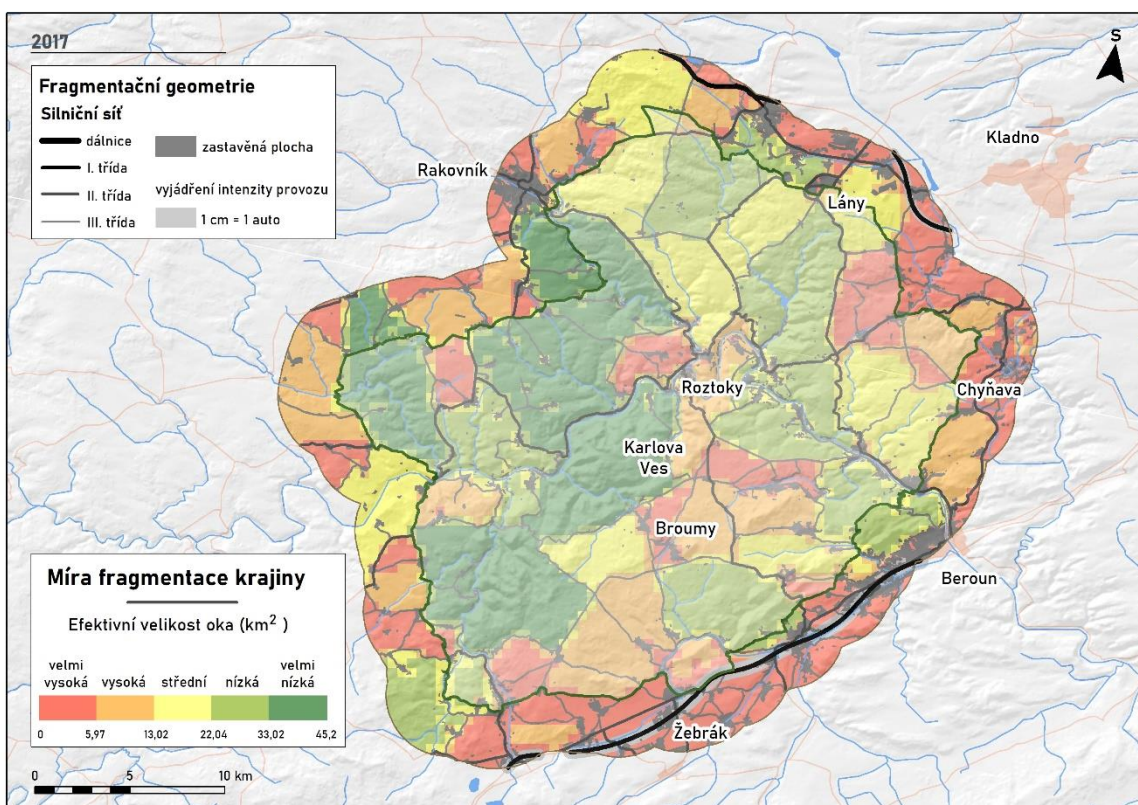 2017
Fragmentační geometrie
Silniční síť
dálnice
I. třída
II. třída
III. třída
zastavěná plocha
vyjádření intenzity provozu
1 cm = 1 auto
S
Kladno
Rakovník
Lány
Roztoky
Chyňava
Karlova
Ves
Broumy
Beroun
Žebrák
Míra fragmentace krajiny
Efektivní velikost oka (km²)
velmi vysoká
vysoká
střední
nízká
velmi nízká
0 5,97 13,02 22,04 33,02 45,2
0 5 10 km